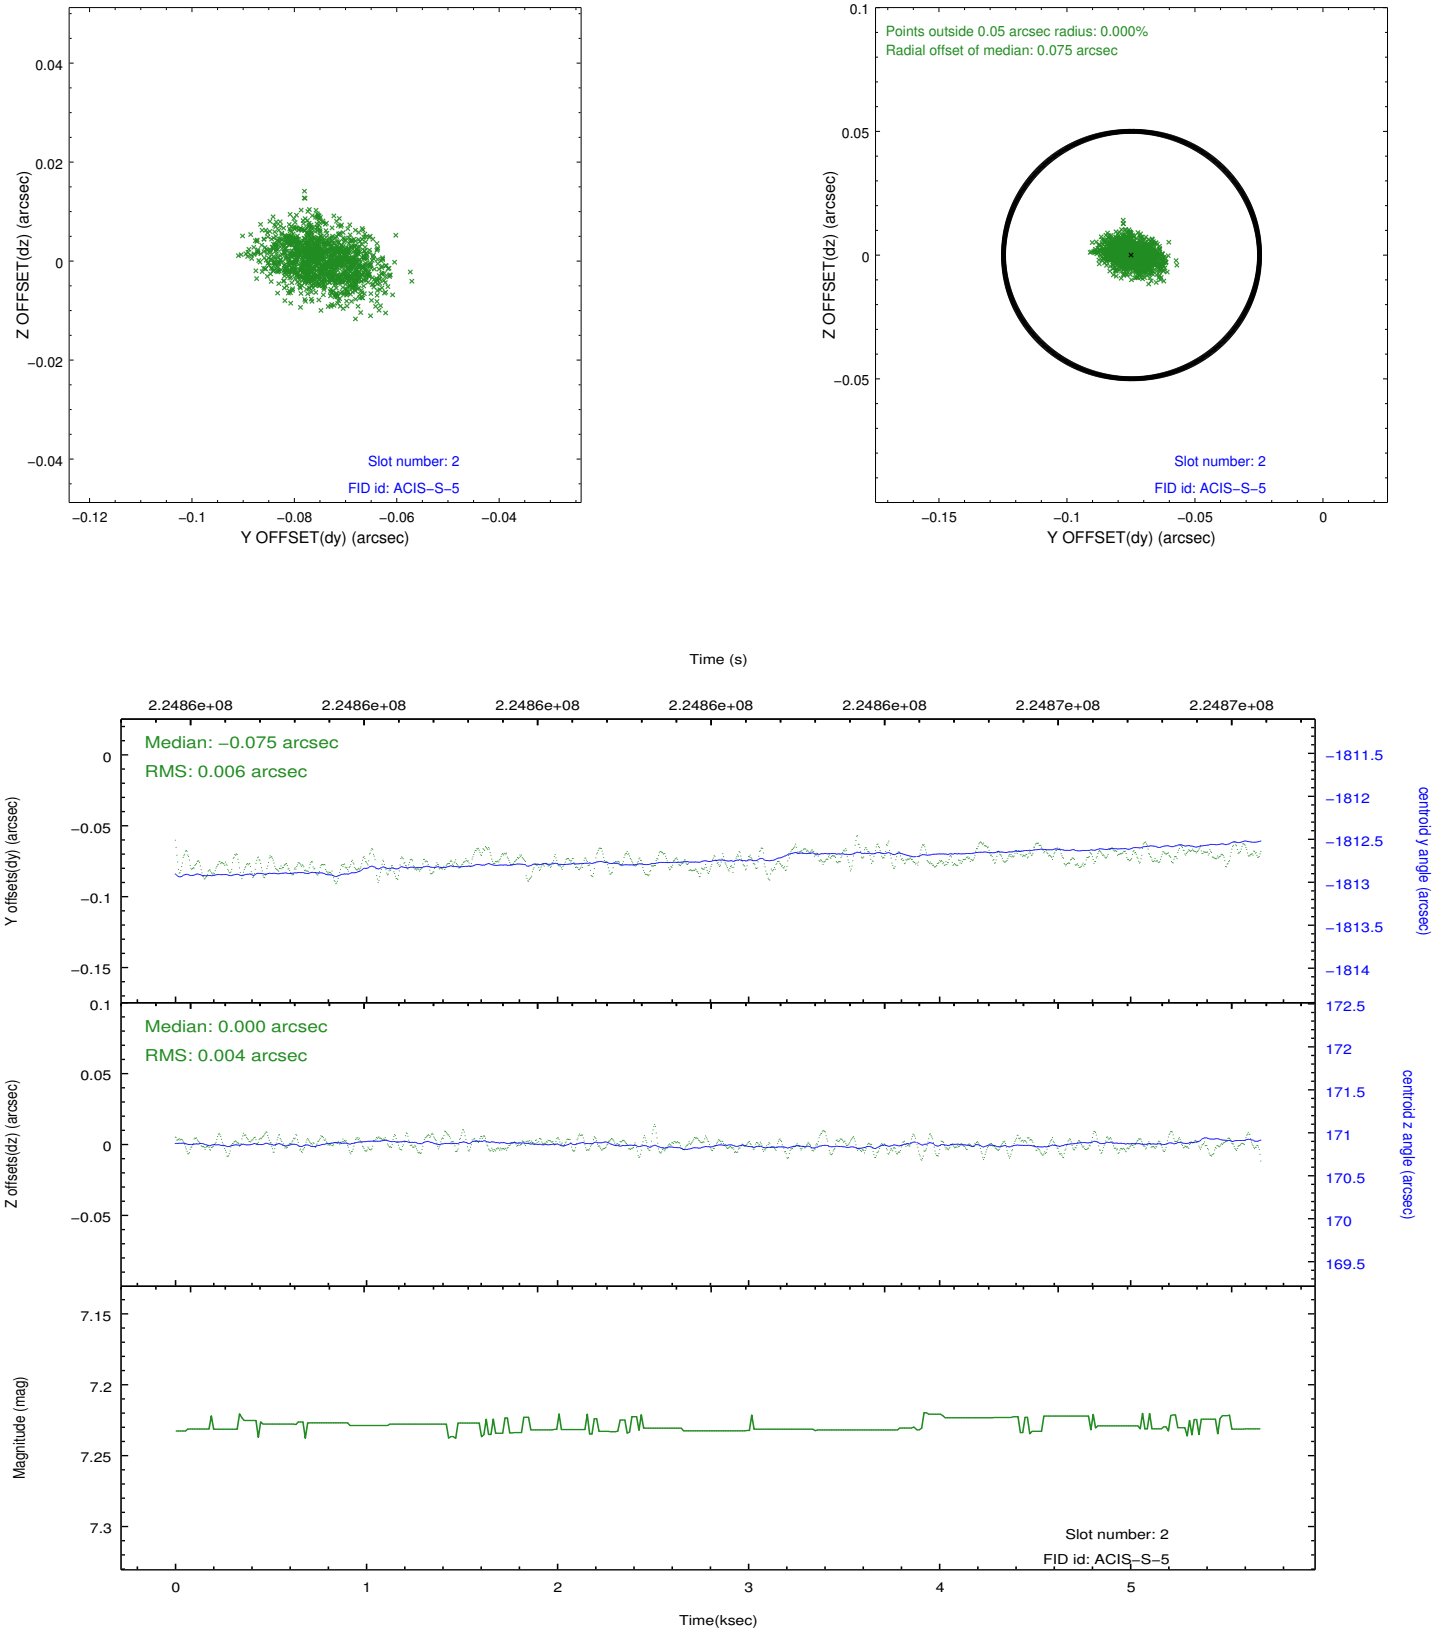 0.04
0.02
0
−0.02
−0.04
Z OFFSET(dz) (arcsec)
Slot number: 2
FID id: ACIS−S−5
−0.12 −0.1 −0.08 −0.06 −0.04
Y OFFSET(dy) (arcsec)
0.1
0.05
0
−0.05
Z OFFSET(dz) (arcsec)
Points outside 0.05 arcsec radius: 0.000%
Radial offset of median: 0.075 arcsec
Slot number: 2
FID id: ACIS−S−5
−0.15 −0.1 −0.05 0
Y OFFSET(dy) (arcsec)
Time (s)
2.2486e+08 2.2486e+08 2.2486e+08 2.2486e+08 2.2486e+08 2.2487e+08 2.2487e+08
Median: −0.075 arcsec
RMS: 0.006 arcsec
0
−0.05
−0.1
−0.15
Y offsets(dy) (arcsec)
−1811.5
−1812
−1812.5
−1813
−1813.5
−1814
centroid y angle (arcsec)
Median: 0.000 arcsec
RMS: 0.004 arcsec
0.1
0.05
0
−0.05
Z offsets(dz) (arcsec)
172.5
172
171.5
171
170.5
170
169.5
centroid z angle (arcsec)
7.15
7.2
7.25
7.3
Magnitude (mag)
Slot number: 2
FID id: ACIS−S−5
0 1 2 3 4 5
Time(ksec)